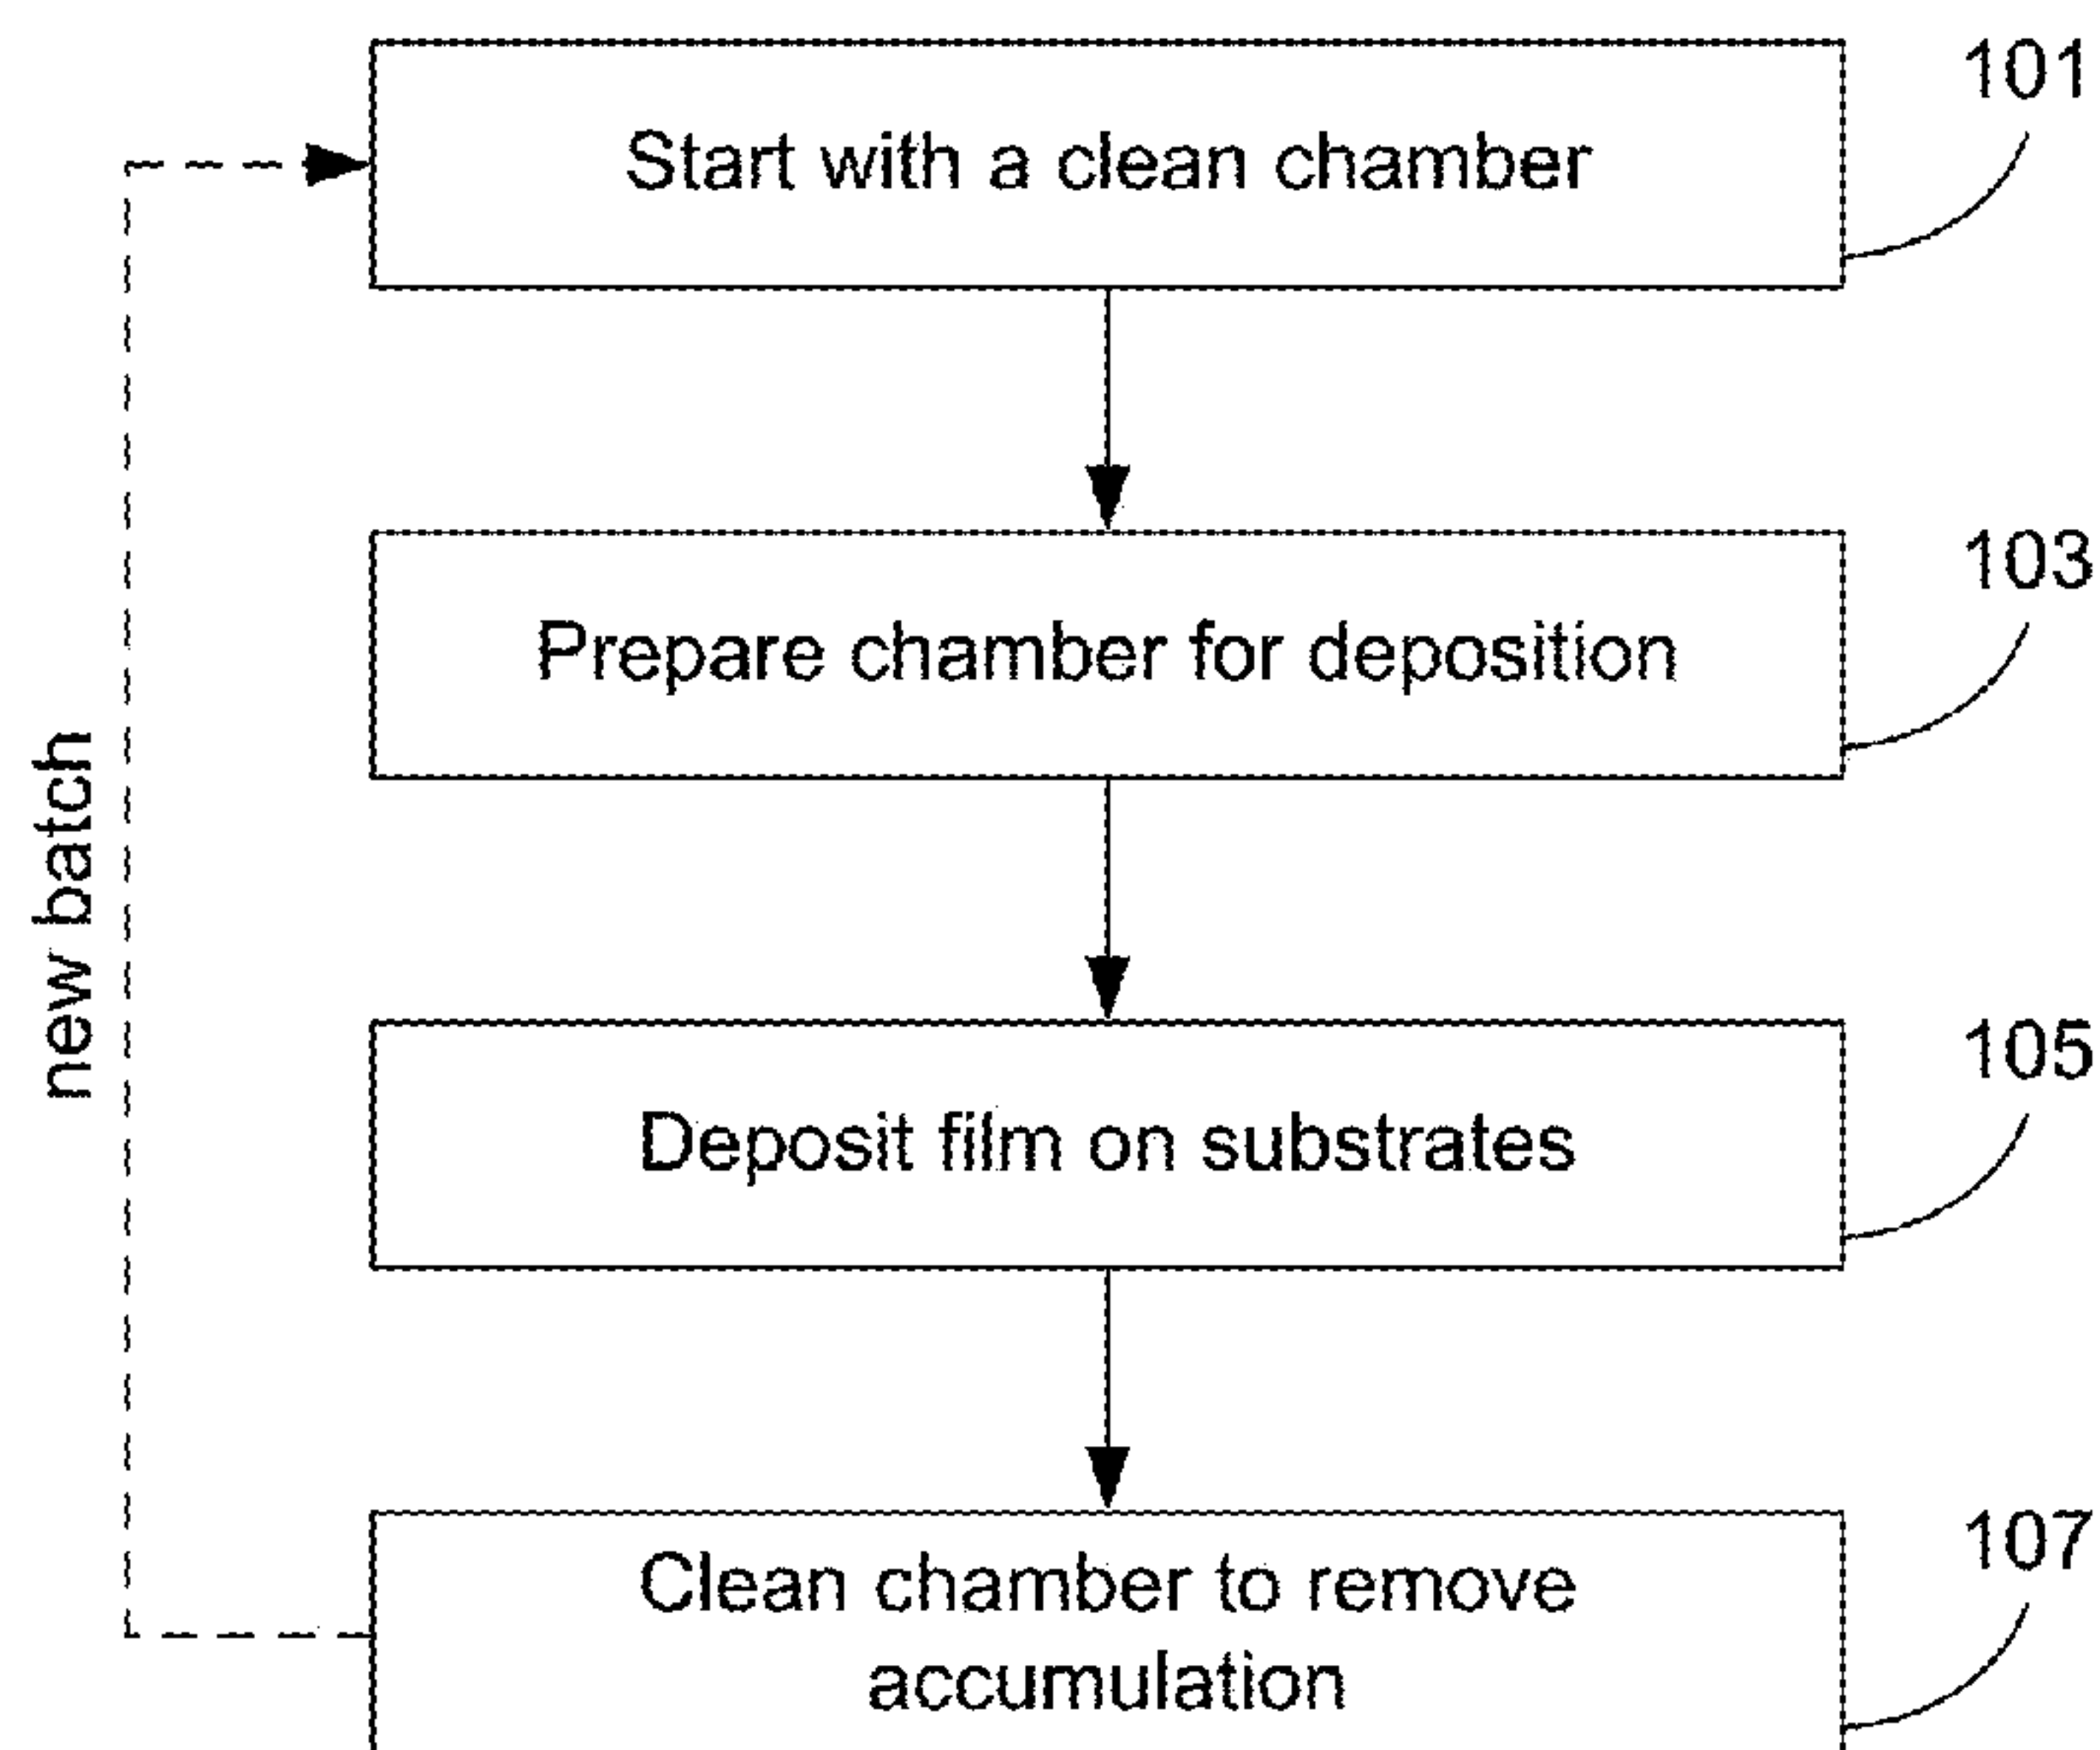 101
Start with a clean chamber
103
Prepare chamber for deposition
new batch
105
Deposit film on substrates
107
Clean chamber to remove
accumulation